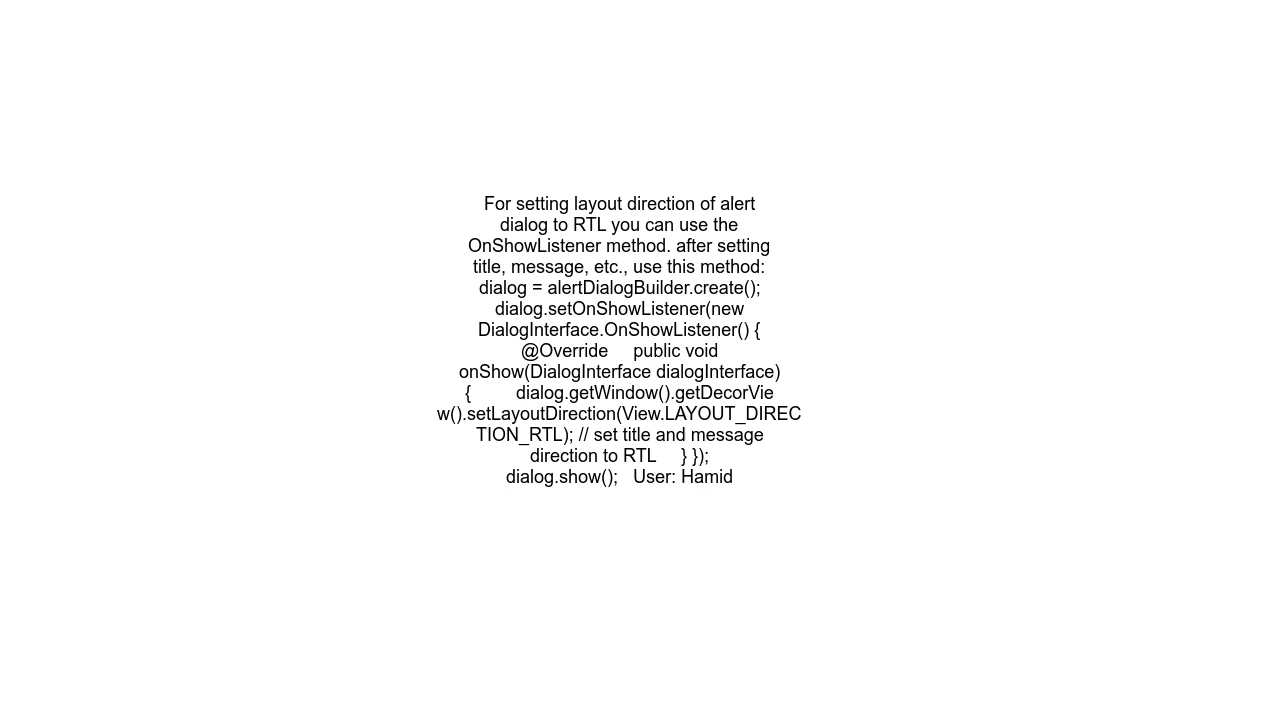 For setting layout direction of alert
dialog to RTL you can use the
OnShowListener method. after setting
title, message, etc., use this method:
dialog = alertDialogBuilder.create();
dialog.setOnShowListener(new
DialogInterface.OnShowListener() {
@Override     public void
onShow(DialogInterface dialogInterface)
{         dialog.getWindow().getDecorVie
w().setLayoutDirection(View.LAYOUT_DIREC
TION_RTL); // set title and message
direction to RTL     } });
dialog.show();   User: Hamid